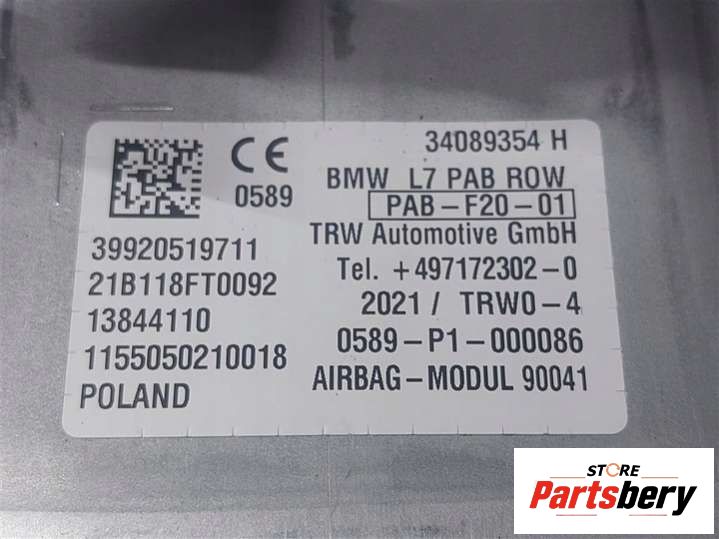 34089354 H
BMW L7 PAB ROW
PAB-F20-01
TRW Automotive GmbH
Tel. +497172302-0
2021/ TRW0-4
0589-P1-000086
AIRBAG-MODUL 90041
CE
0589
39920519711
21B118FT0092
13844110
1155050210018
POLAND
STORE
Partsbery